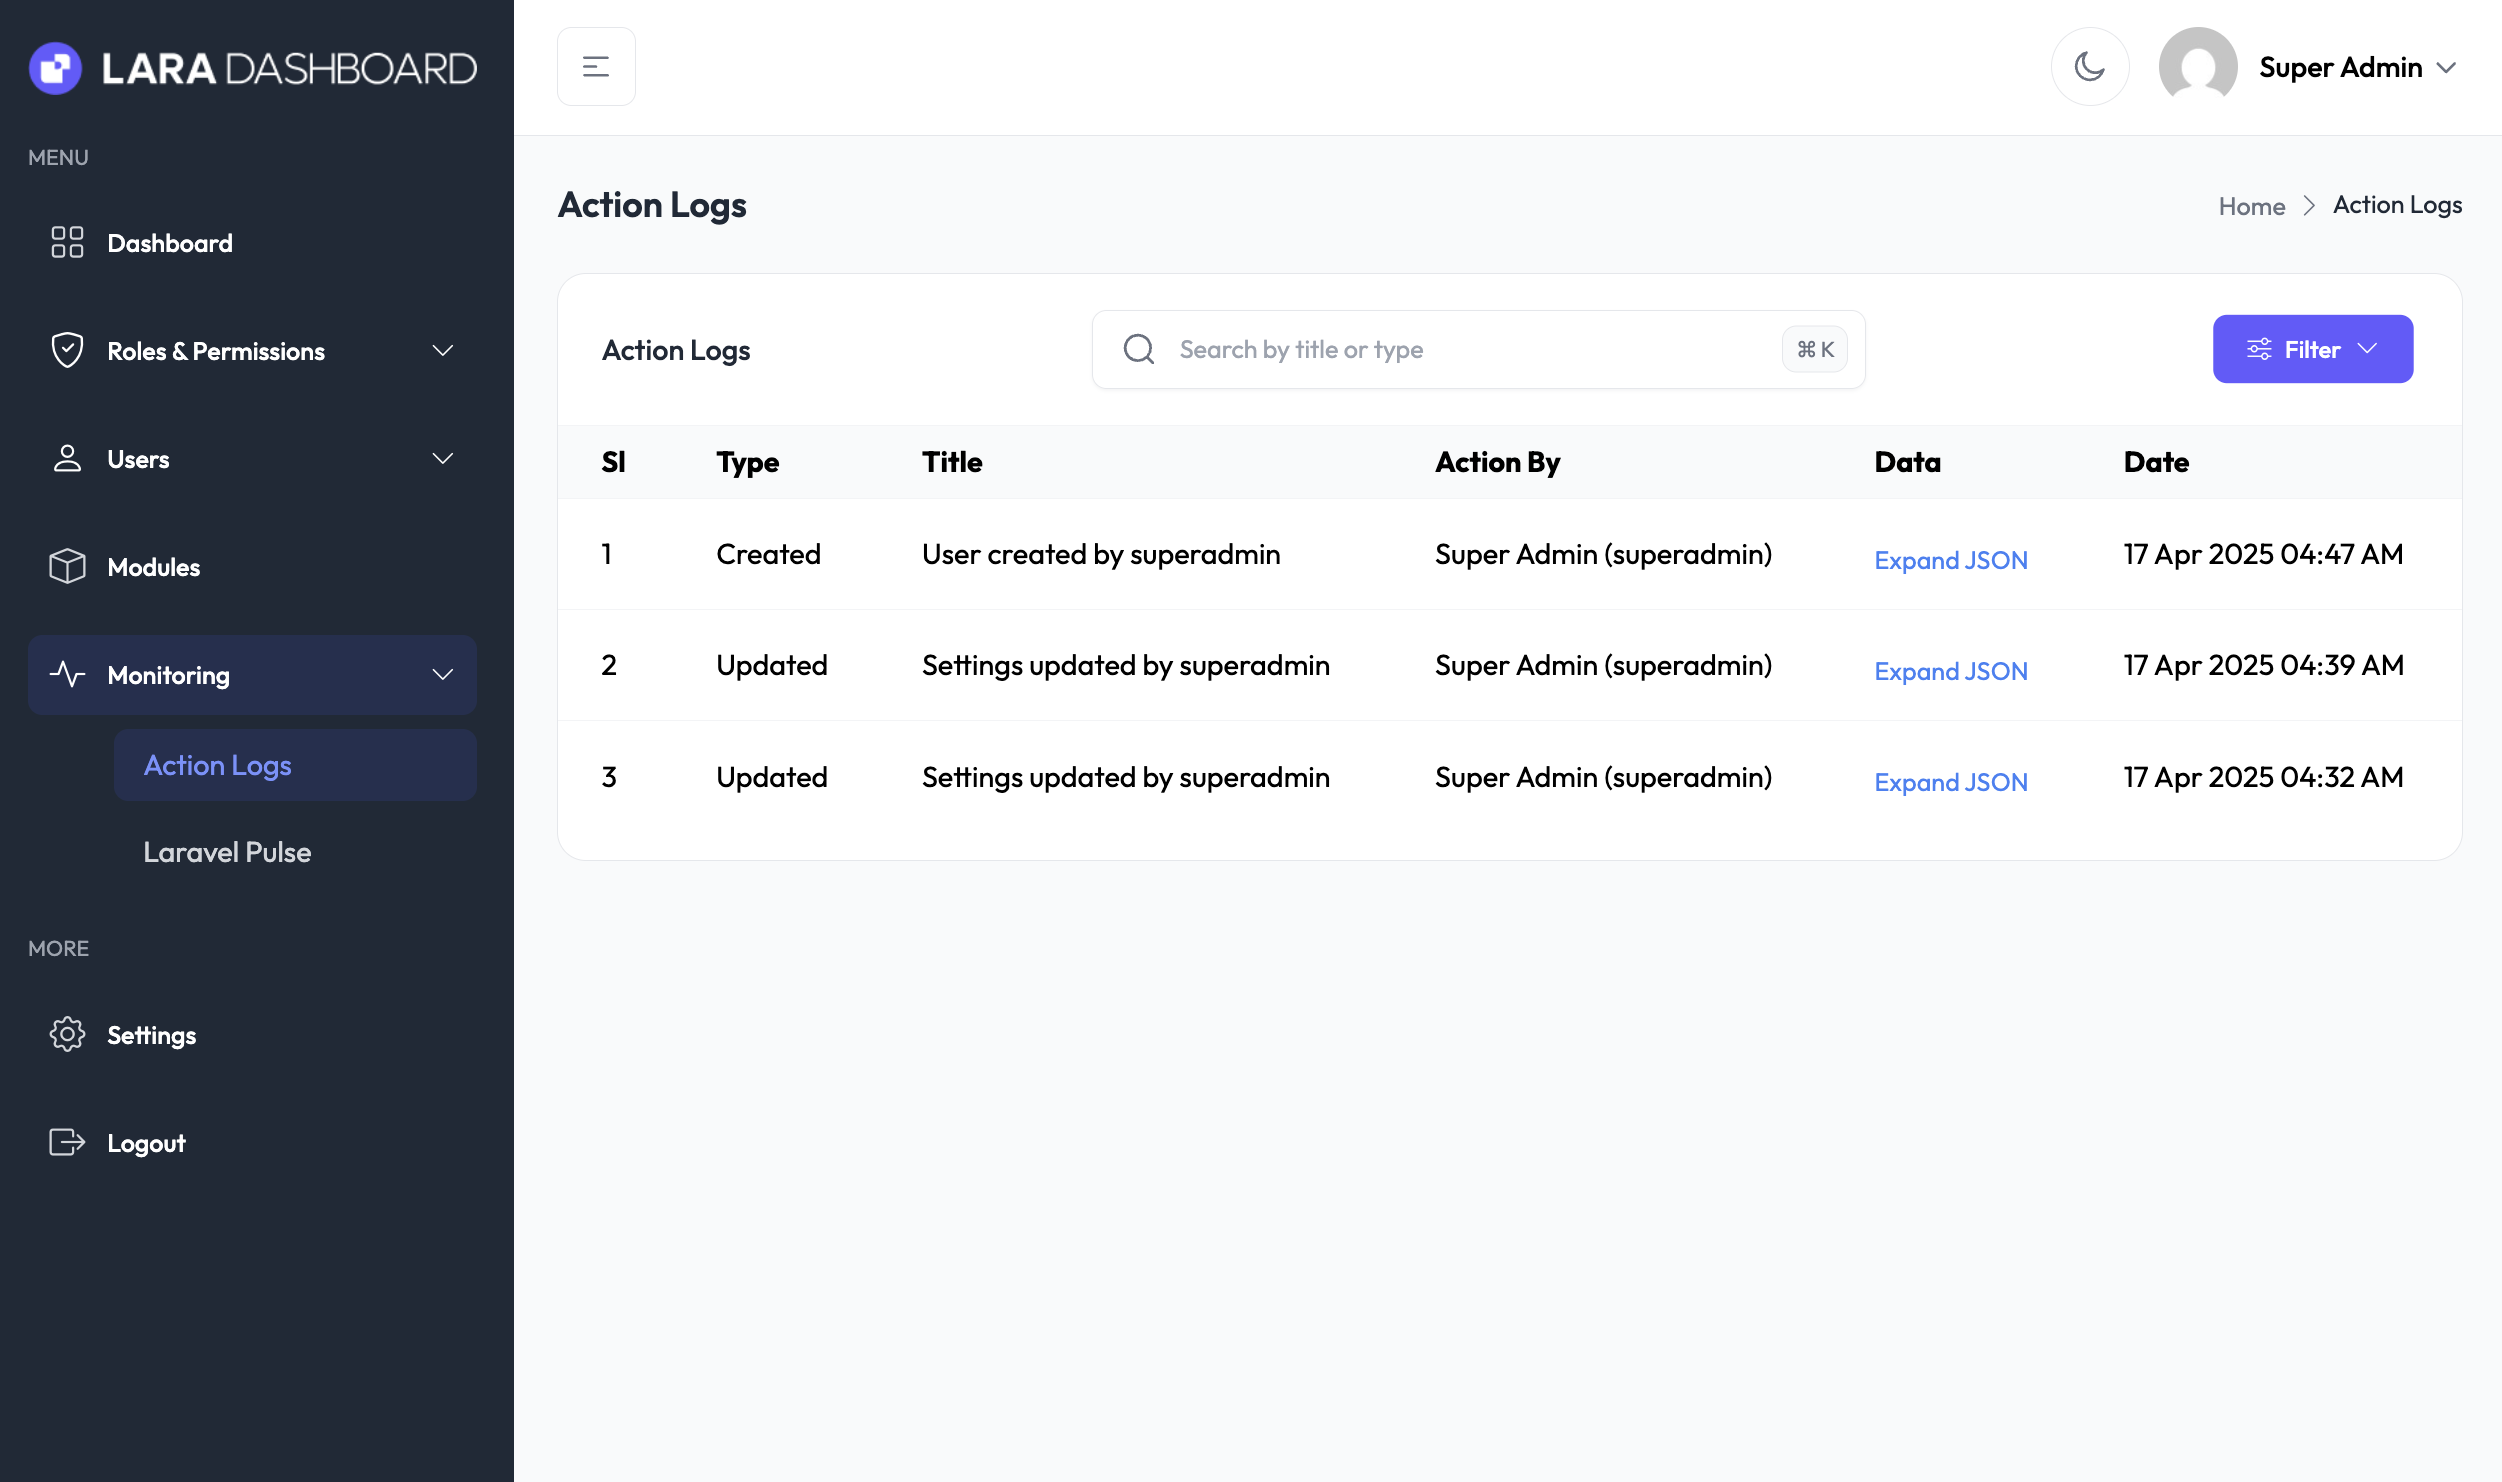 LARA DASHBOARD
MENU
Dashboard
Roles & Permissions
Users
Modules
Monitoring
Action Logs
Laravel Pulse
MORE
Settings
Logout
Super Admin
Action Logs
Home > Action Logs
Action Logs
Search by title or type
⌘ K
Filter
Sl Type Title Action By Data Date
1 Created User created by superadmin Super Admin (superadmin) Expand JSON 17 Apr 2025 04:47 AM
2 Updated Settings updated by superadmin Super Admin (superadmin) Expand JSON 17 Apr 2025 04:39 AM
3 Updated Settings updated by superadmin Super Admin (superadmin) Expand JSON 17 Apr 2025 04:32 AM